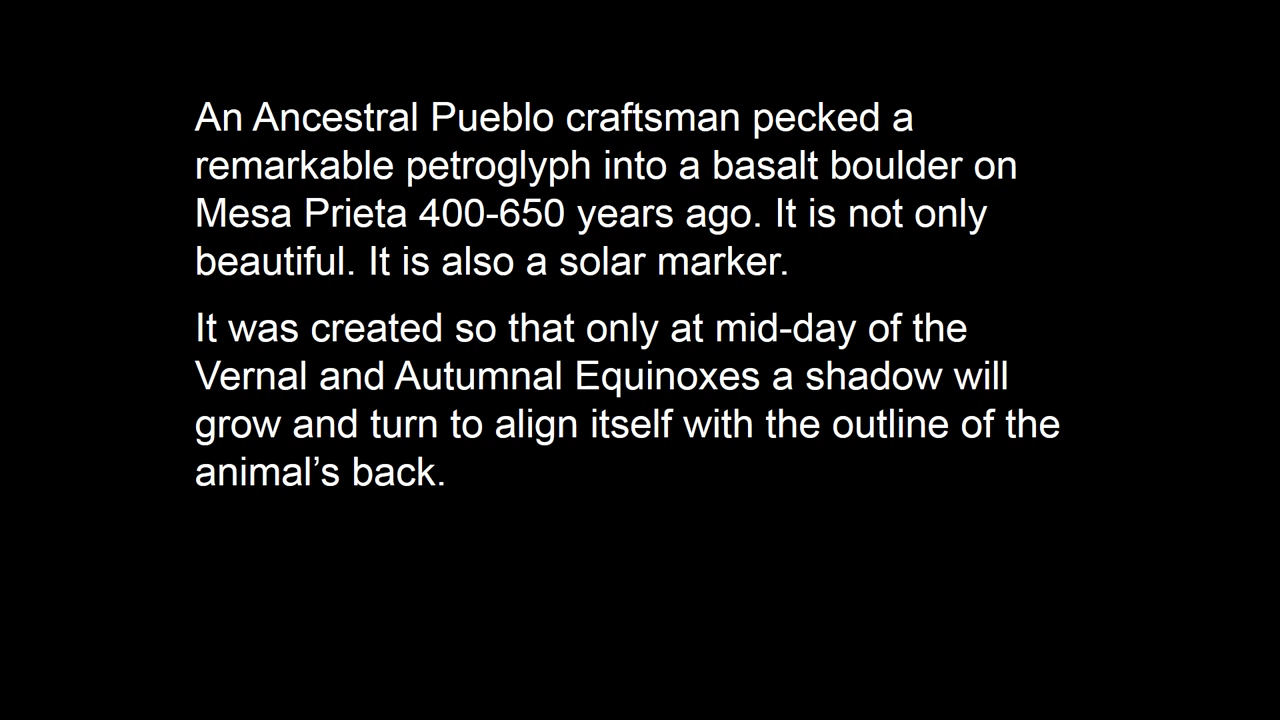 An Ancestral Pueblo craftsman pecked a
remarkable petroglyph into a basalt boulder on
Mesa Prieta 400-650 years ago. It is not only
beautiful. It is also a solar marker.
It was created so that only at mid-day of the
Vernal and Autumnal Equinoxes a shadow will
grow and turn to align itself with the outline of the
animal’s back.